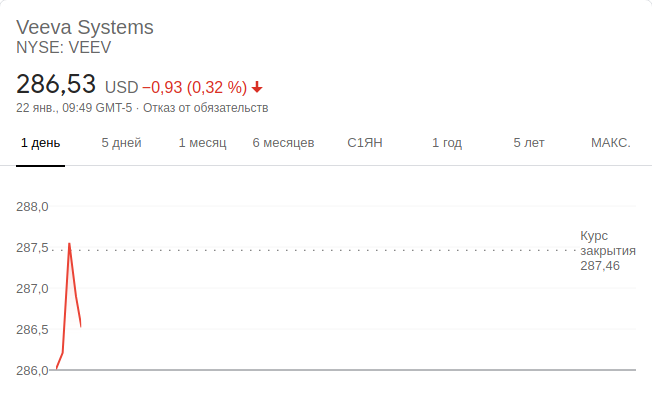 Veeva Systems
NYSE: VEEV
286,53 USD −0,93 (0,32 %)
22 янв., 09:49 GMT-5 · Отказ от обязательств
1 день 5 дней 1 месяц 6 месяцев С1ЯН 1 год 5 лет МАКС.
288,0
287,5
287,0
286,5
286,0
Курс
закрытия
287,46